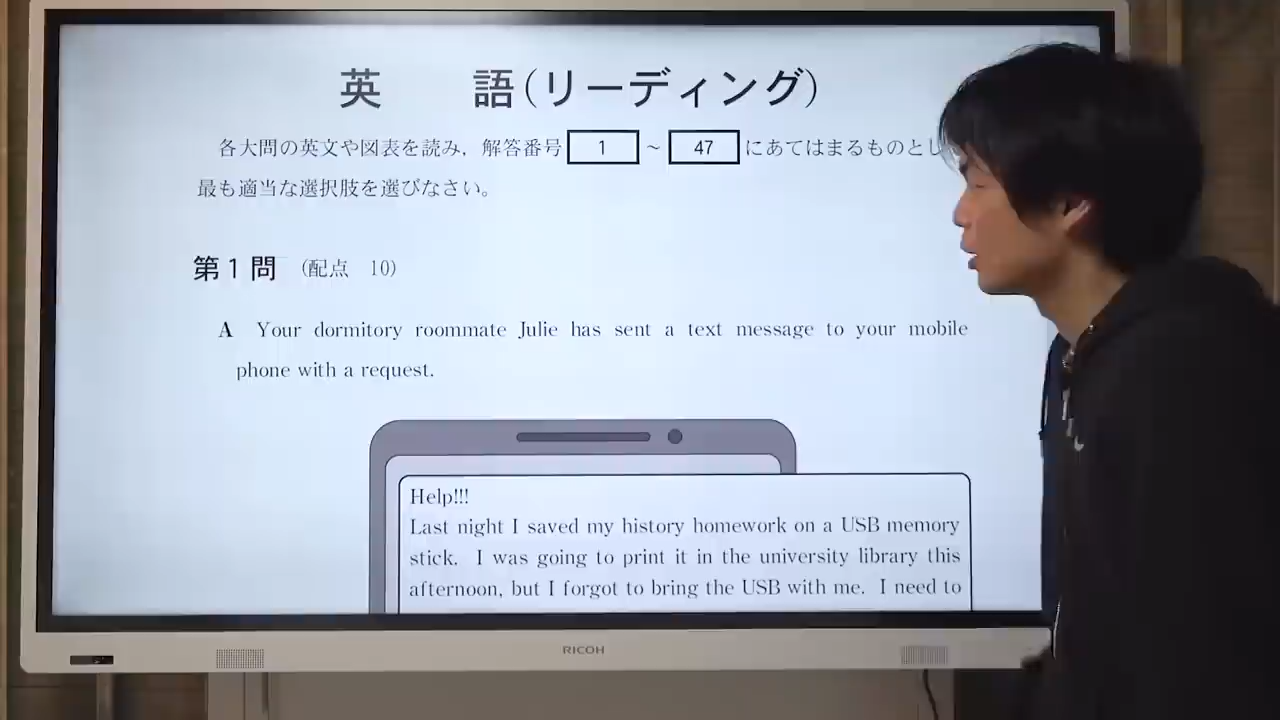 英　語(リーディング)
各大問の英文や図表を読み，解答番号 1 ～ 47 にあてはまるものとし
最も適当な選択肢を選びなさい。
第1問 (配点 10)
A Your dormitory roommate Julie has sent a text message to your mobile
phone with a request.
Help!!!
Last night I saved my history homework on a USB memory
stick. I was going to print it in the university library this
afternoon, but I forgot to bring the USB with me. I need to
RICOH